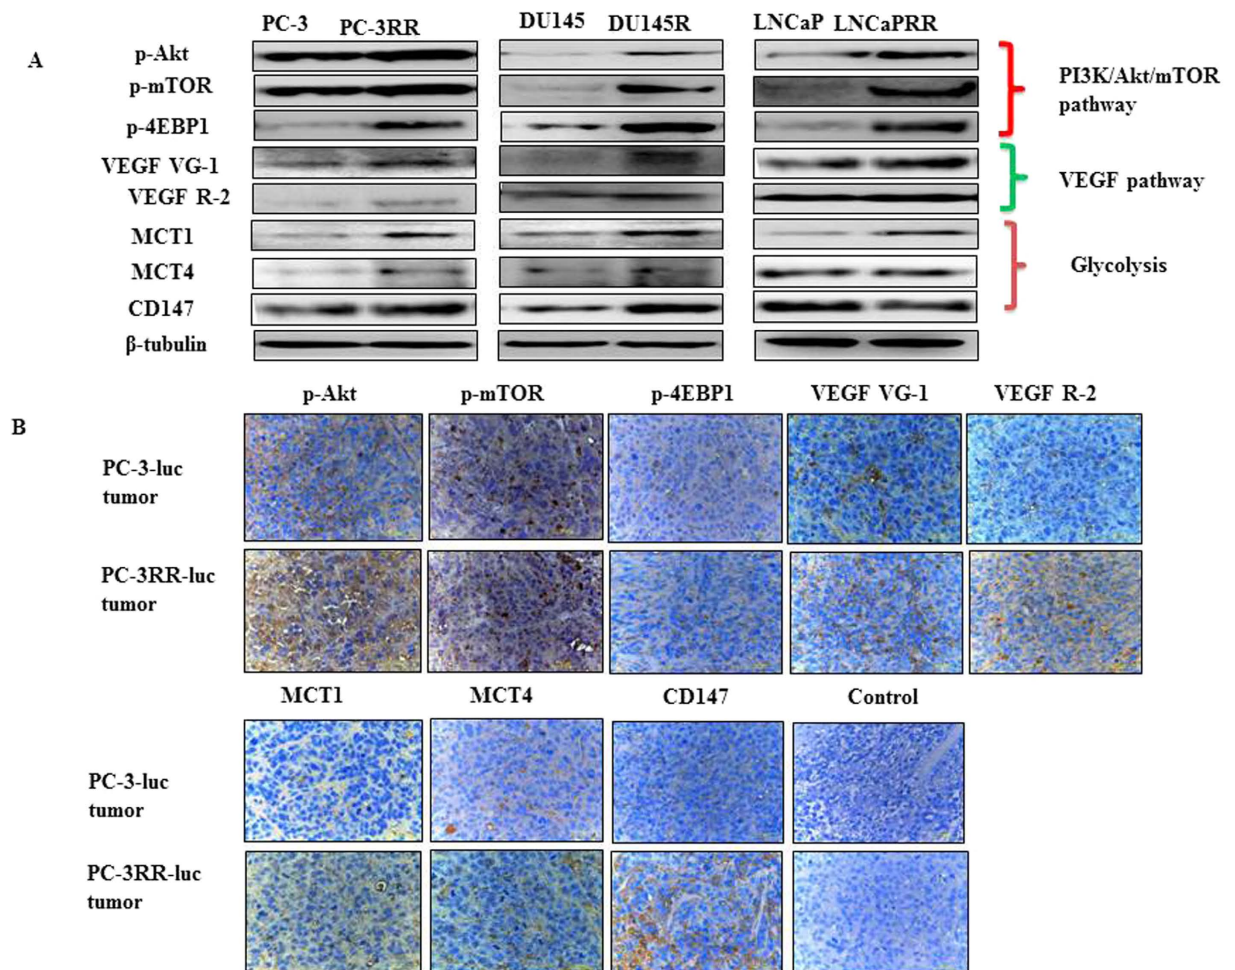 PC-3 PC-3RR DU145 DU145R LNCaP LNCaPRR
A
p-Akt
p-mTOR
p-4EBP1
VEGF VG-1
VEGF R-2
MCT1
MCT4
CD147
β-tubulin
PI3K/Akt/mTOR
pathway
VEGF pathway
Glycolysis
B
p-Akt p-mTOR p-4EBP1 VEGF VG-1 VEGF R-2
PC-3-luc
tumor
PC-3RR-luc
tumor
MCT1 MCT4 CD147 Control
PC-3-luc
tumor
PC-3RR-luc
tumor